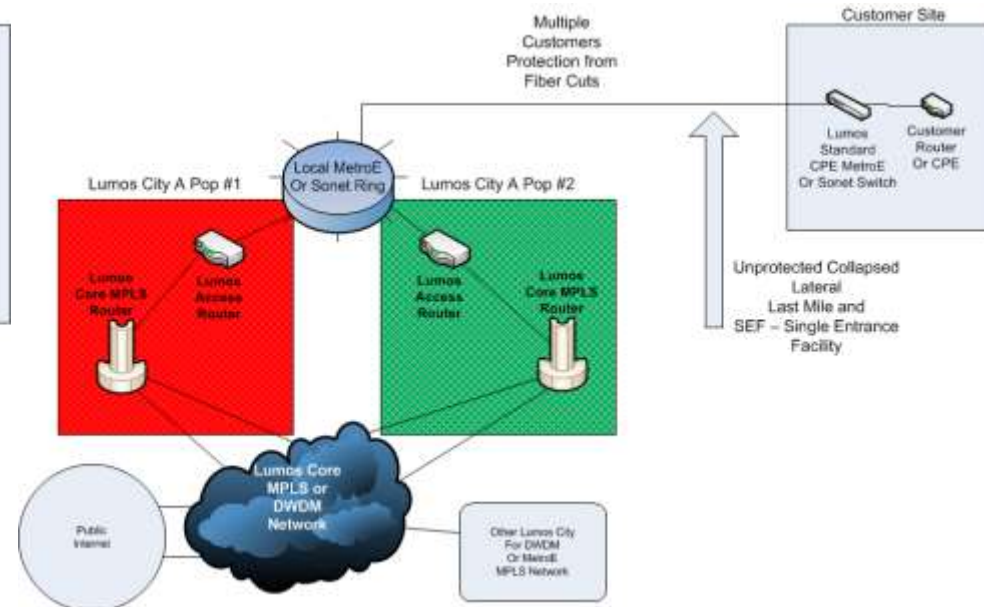 Multiple
Customers
Protection from
Fiber Cuts
Customer Site
Lumos
Standard
CPE MetroE
Or Sonet Switch
Customer
Router
Or CPE
Local MetroE
Or Sonet Ring
Lumos City A Pop #1
Lumos City A Pop #2
Lumos
Core MPLS
Router
Lumos
Access
Router
Lumos
Access
Router
Lumos
Core MPLS
Router
Unprotected Collapsed
Lateral
Last Mile and
SEF – Single Entrance
Facility
Lumos Core
MPLS or
DWDM
Network
Public
Internet
Other Lumos City
For DWDM
Or MetroE
MPLS Network